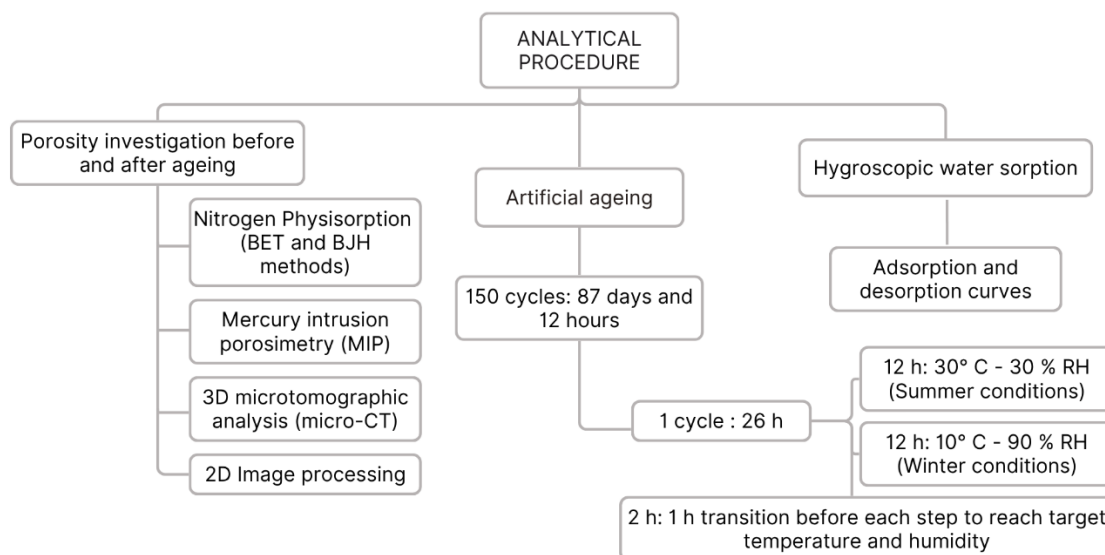 ANALYTICAL
PROCEDURE
Porosity investigation before
and after ageing
Nitrogen Physisorption
(BET and BJH
methods)
Mercury intrusion
porosimetry (MIP)
3D microtomographic
analysis (micro-CT)
2D Image processing
Artificial ageing
150 cycles: 87 days and
12 hours
1 cycle : 26 h
12 h: 30° C - 30 % RH
(Summer conditions)
12 h: 10° C - 90 % RH
(Winter conditions)
2 h: 1 h transition before each step to reach target
temperature and humidity
Hygroscopic water sorption
Adsorption and
desorption curves